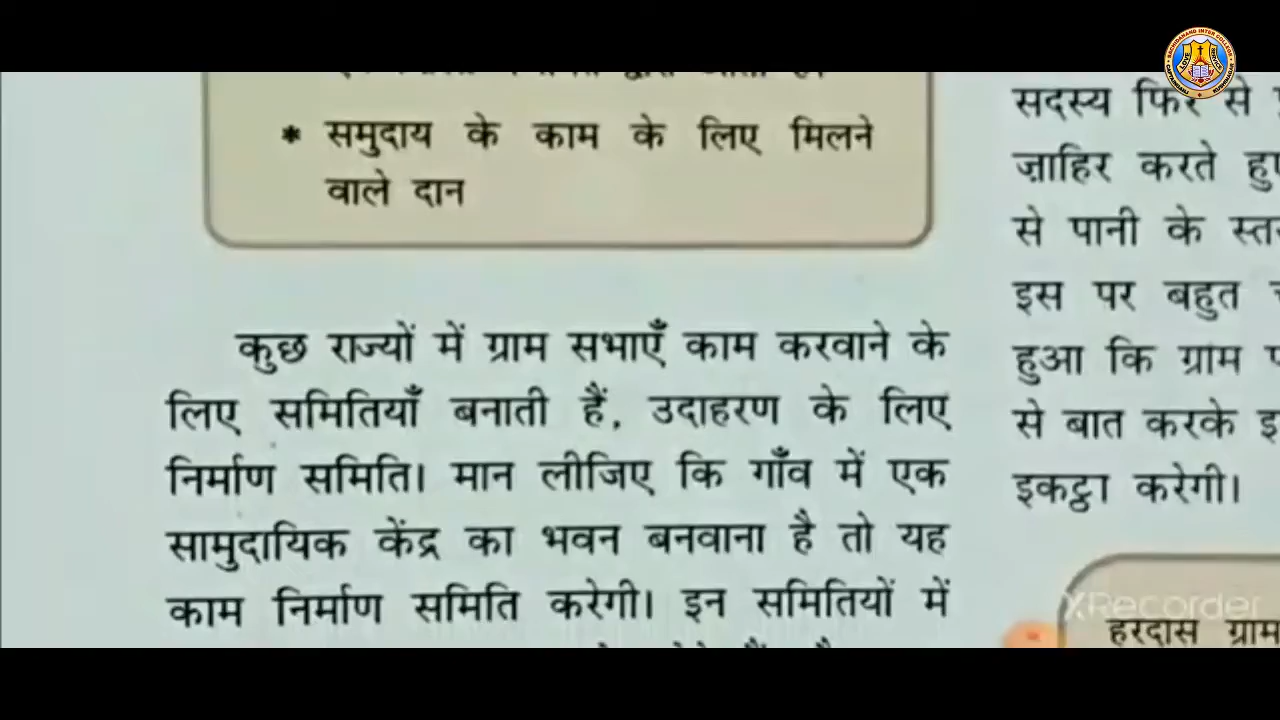 * समुदाय के काम के लिए मिलने
वाले दान
कुछ राज्यों में ग्राम सभाएँ काम करवाने के
लिए समितियाँ बनाती हैं, उदाहरण के लिए
निर्माण समिति। मान लीजिए कि गाँव में एक
सामुदायिक केंद्र का भवन बनवाना है तो यह
काम निर्माण समिति करेगी। इन समितियों में
सदस्य फिर से
ज़ाहिर करते
से पानी के
इस पर बहुत
हुआ कि ग्राम
से बात करके
इकट्ठा करेगी।
हरदास ग्राम
XRecorder